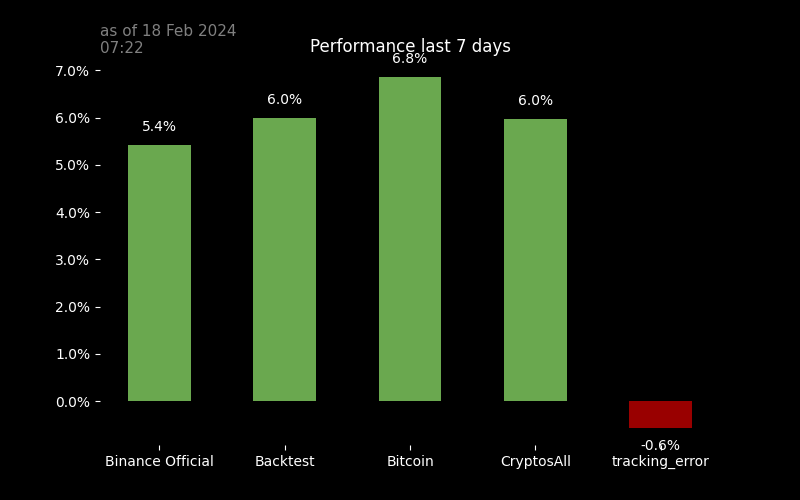 as of 18 Feb 2024
07:22
Performance last 7 days
7.0%
6.0%
5.0%
4.0%
3.0%
2.0%
1.0%
0.0%
5.4%
6.0%
6.8%
6.0%
-0.6%
Binance Official
Backtest
Bitcoin
CryptosAll
tracking_error